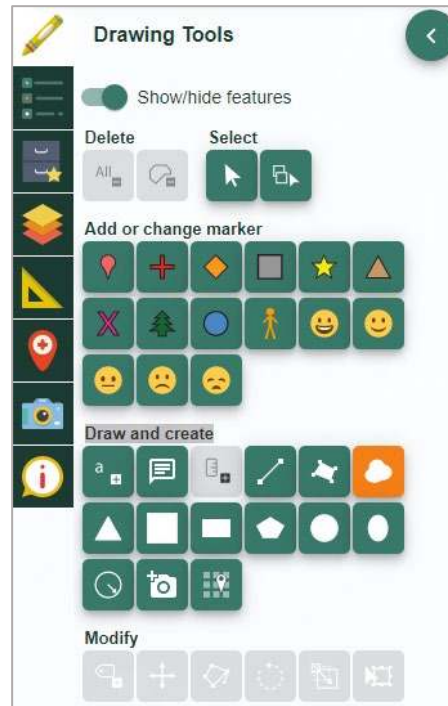 Drawing Tools
Show/hide features
Delete Select
All
Add or change marker
Draw and create
a
Modify